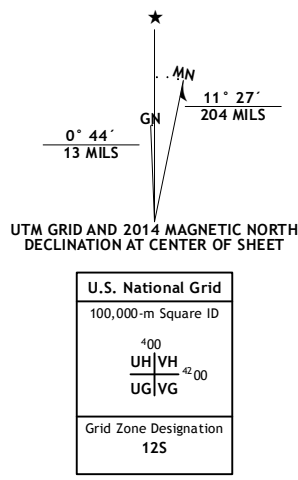 ★
MN
11° 27´
204 MILS
GN
0° 44´
13 MILS
UTM GRID AND 2014 MAGNETIC NORTH
DECLINATION AT CENTER OF SHEET
U.S. National Grid
100,000-m Square ID
400
UH VH
4200
UG VG
Grid Zone Designation
12S